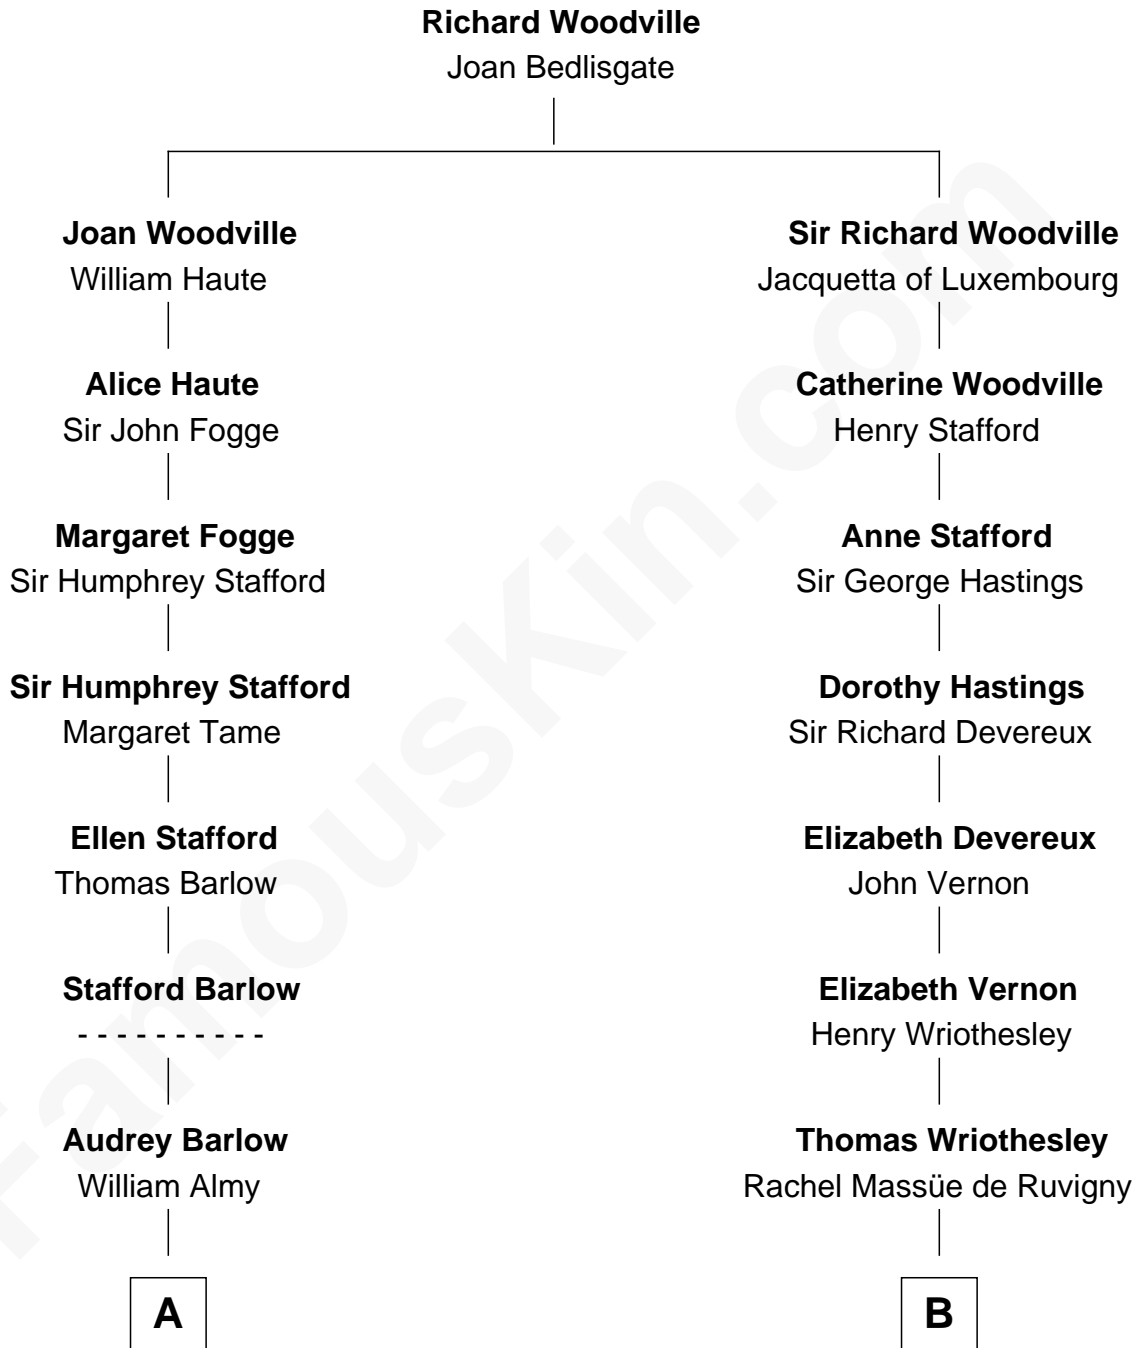 Richard Woodville
Joan Bedlisgate
Joan Woodville
William Haute
Alice Haute
Sir John Fogge
Margaret Fogge
Sir Humphrey Stafford
Sir Humphrey Stafford
Margaret Tame
Ellen Stafford
Thomas Barlow
Stafford Barlow
- - - - - - - - - -
Audrey Barlow
William Almy
A
Sir Richard Woodville
Jacquetta of Luxembourg
Catherine Woodville
Henry Stafford
Anne Stafford
Sir George Hastings
Dorothy Hastings
Sir Richard Devereux
Elizabeth Devereux
John Vernon
Elizabeth Vernon
Henry Wriothesley
Thomas Wriothesley
Rachel Massüe de Ruvigny
B
FamousKin.com